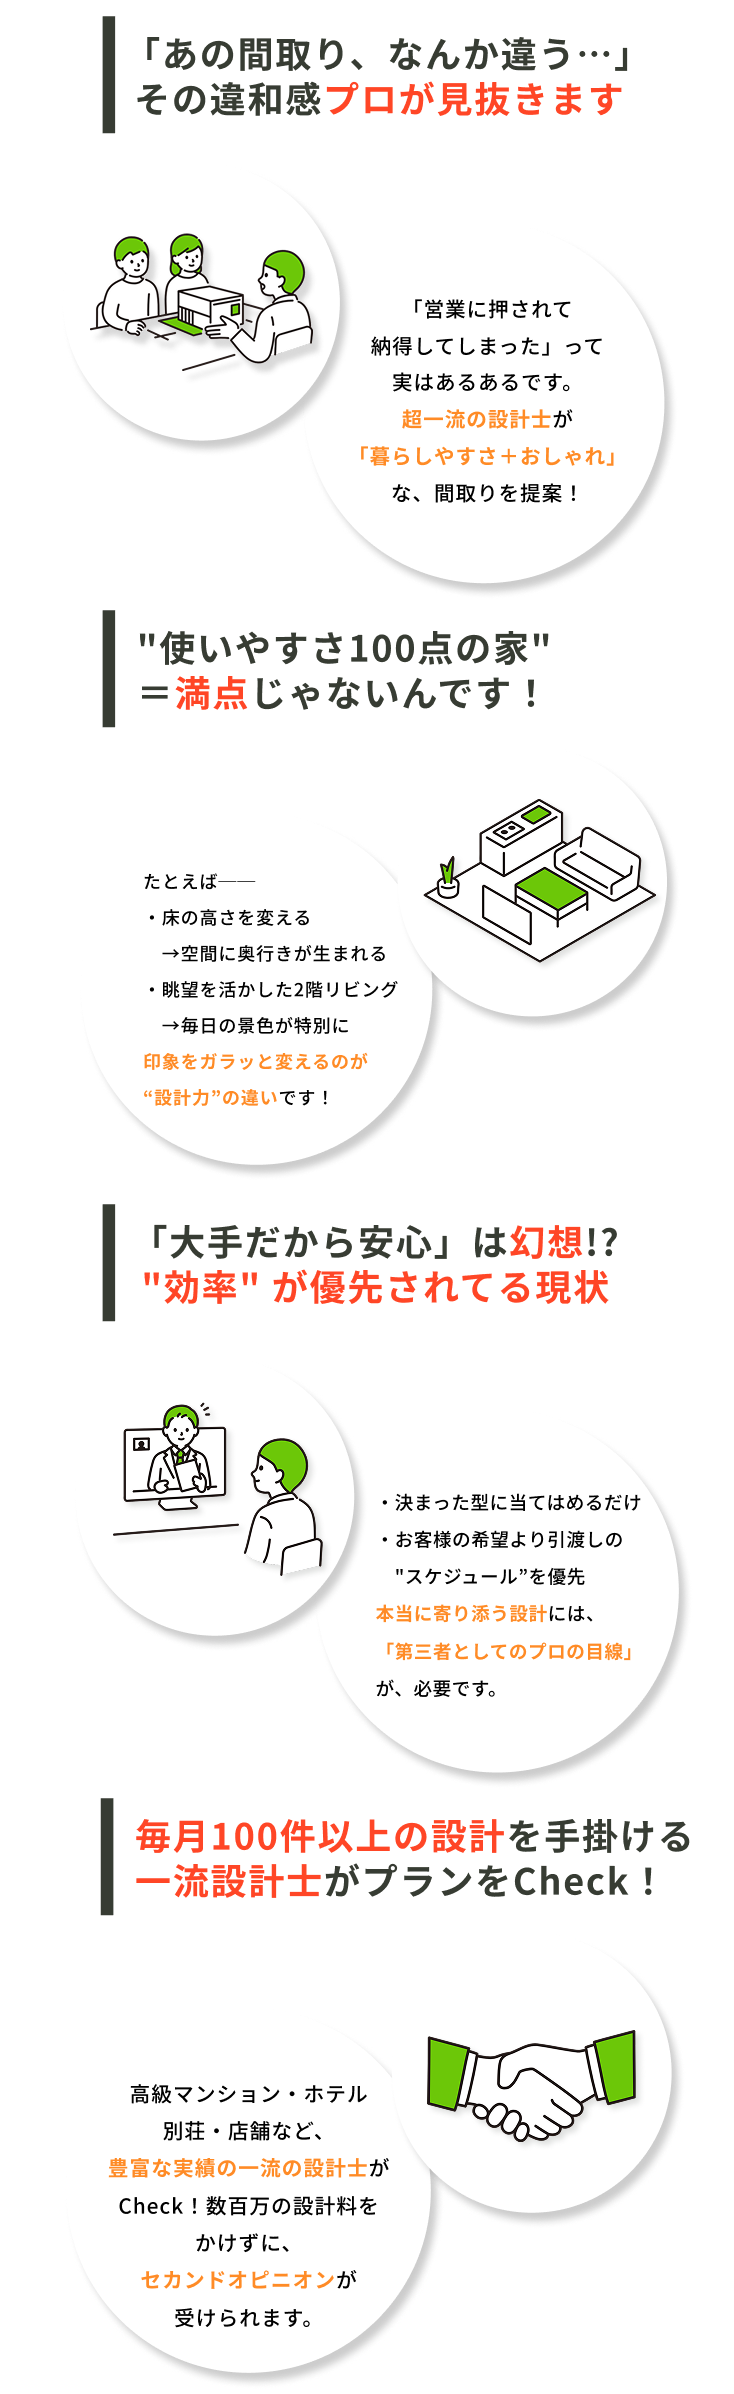 「あの間取り、なんか違う…」
その違和感プロが見抜きます
「営業に押されて
納得してしまった」って
実はあるあるです。
超一流の設計士が
「暮らしやすさ＋おしゃれ」
な、間取りを提案！
"使いやすさ100点の家"
＝満点じゃないんです！
たとえば──
・床の高さを変える
→空間に奥行きが生まれる
・眺望を活かした2階リビング
→毎日の景色が特別に
印象をガラッと変えるのが
“設計力”の違いです！
「大手だから安心」は幻想!?
"効率" が優先されてる現状
・決まった型に当てはめるだけ
・お客様の希望より引渡しの
"スケジュール”を優先
本当に寄り添う設計には、
「第三者としてのプロの目線」
が、必要です。
毎月100件以上の設計を手掛ける
一流設計士がプランをCheck！
高級マンション・ホテル
別荘・店舗など、
豊富な実績の一流の設計士が
Check！数百万の設計料を
かけずに、
セカンドオピニオンが
受けられます。